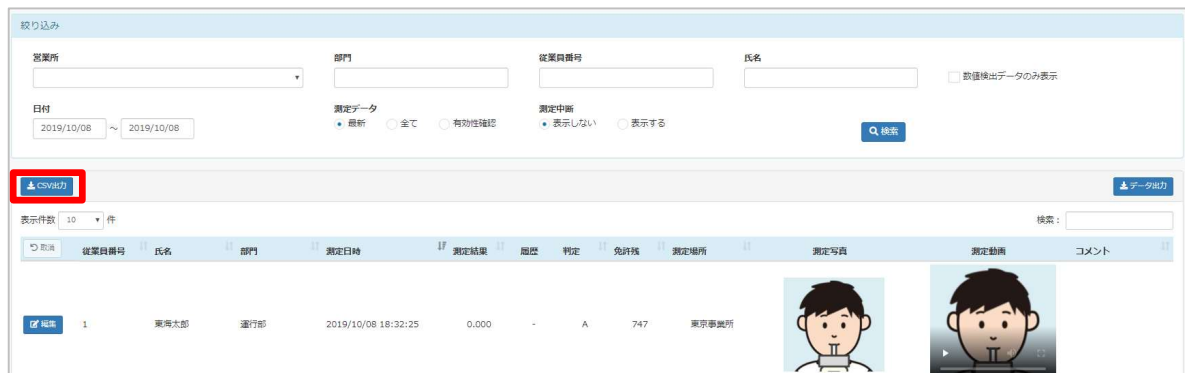 絞り込み
営業所 部門 従業員番号 氏名
数値検出データのみ表示
日付 測定データ 測定中断
2019/10/08 ～ 2019/10/08 最新 全て 有効性確認 表示しない 表示する
検索
CSV出力 データ出力
表示件数 10 件 検索：
取消 従業員番号 氏名 部門 測定日時 測定結果 履歴 判定 免許残 測定場所 測定写真 測定動画 コメント
編集 1 東海太郎 運行部 2019/10/08 18:32:25 0.000 - A 747 東京事業所